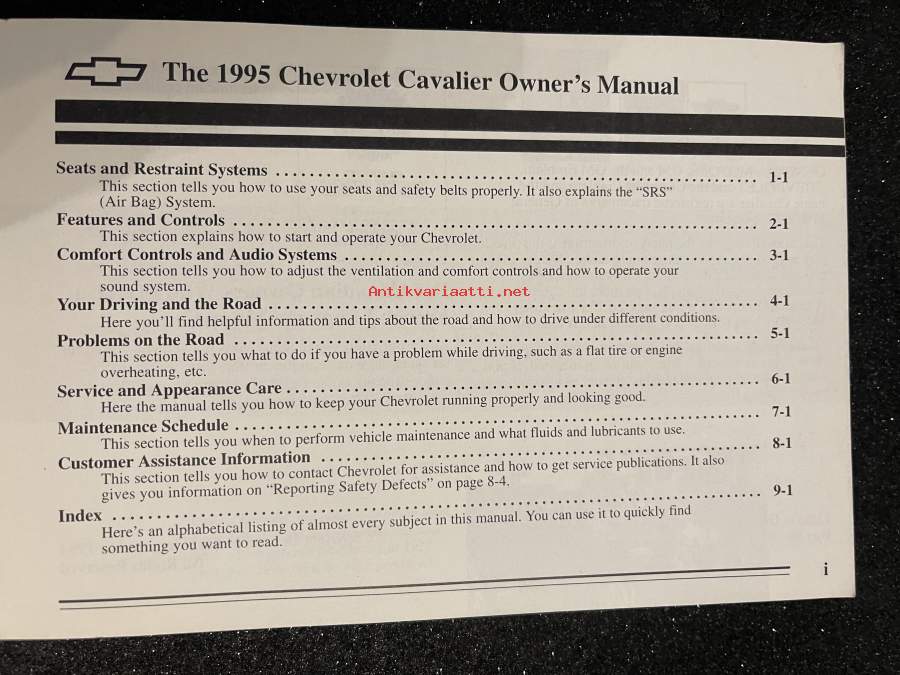 The 1995 Chevrolet Cavalier Owner's Manual
Seats and Restraint Systems ........ 1-1
This section tells you how to use your seats and safety belts properly. It also explains the “SRS”
(Air Bag) System.
Features and Controls ........ 2-1
This section explains how to start and operate your Chevrolet.
Comfort Controls and Audio Systems ........ 3-1
This section tells you how to adjust the ventilation and comfort controls and how to operate your
sound system.
Antikvariaatti.net
Your Driving and the Road ........ 4-1
Here you'll find helpful information and tips about the road and how to drive under different conditions.
Problems on the Road ........ 5-1
This section tells you what to do if you have a problem while driving, such as a flat tire or engine
overheating, etc.
Service and Appearance Care ........ 6-1
Here the manual tells you how to keep your Chevrolet running properly and looking good.
Maintenance Schedule ........ 7-1
This section tells you when to perform vehicle maintenance and what fluids and lubricants to use.
Customer Assistance Information ........ 8-1
This section tells you how to contact Chevrolet for assistance and how to get service publications. It also
gives you information on “Reporting Safety Defects” on page 8-4.
Index ........ 9-1
Here's an alphabetical listing of almost every subject in this manual. You can use it to quickly find
something you want to read.
i